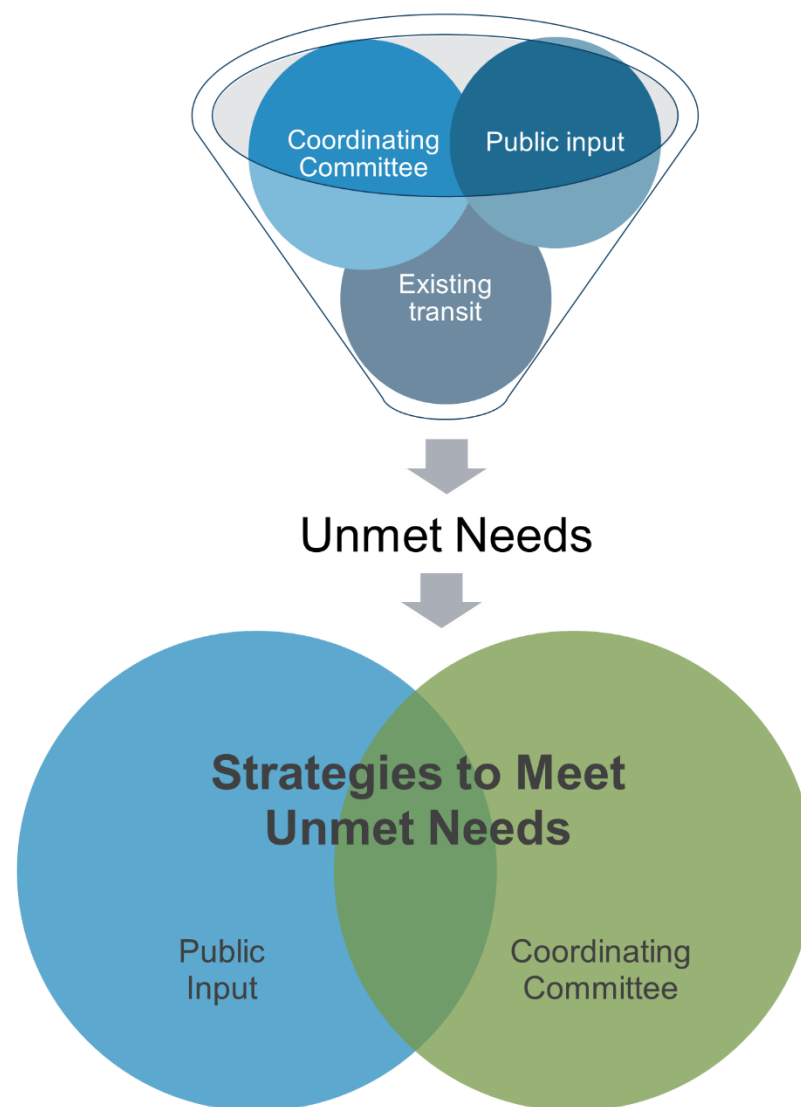 Coordinating
Committee
Public input
Existing
transit
Unmet Needs
Strategies to Meet
Unmet Needs
Public
Input
Coordinating
Committee